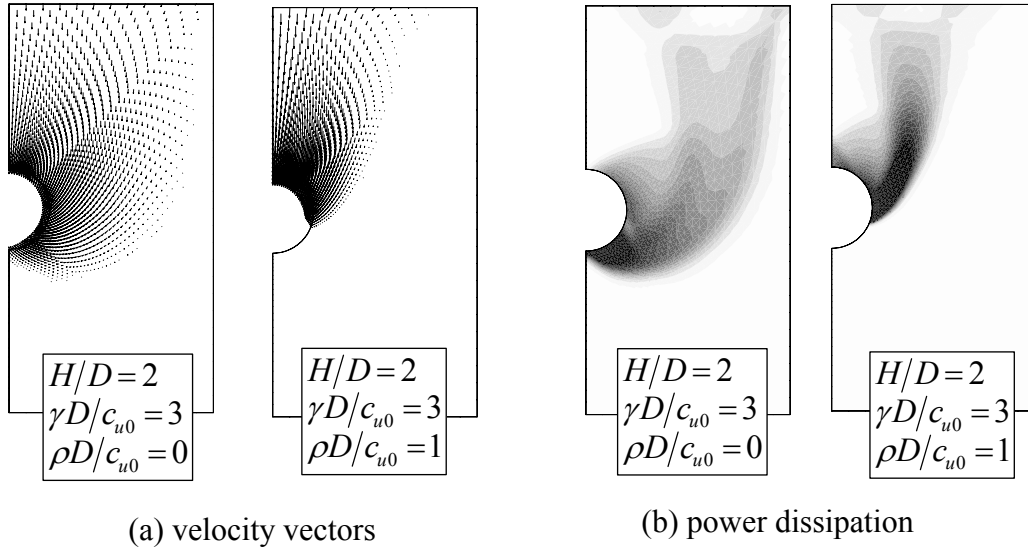 H/D=2
γD/c_{u0}=3
ρD/c_{u0}=0
H/D=2
γD/c_{u0}=3
ρD/c_{u0}=1
H/D=2
γD/c_{u0}=3
ρD/c_{u0}=0
H/D=2
γD/c_{u0}=3
ρD/c_{u0}=1
(a) velocity vectors
(b) power dissipation